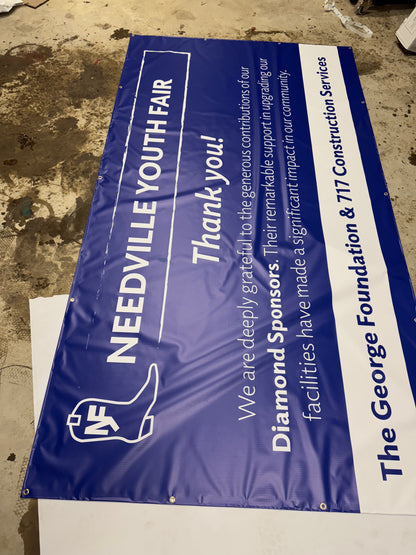 NYF
NEEDVILLE YOUTH FAIR
Thank you!
We are deeply grateful to the generous contributions of our
Diamond Sponsors. Their remarkable support in upgrading our
facilities have made a significant impact in our community.
The George Foundation & 717 Construction Services